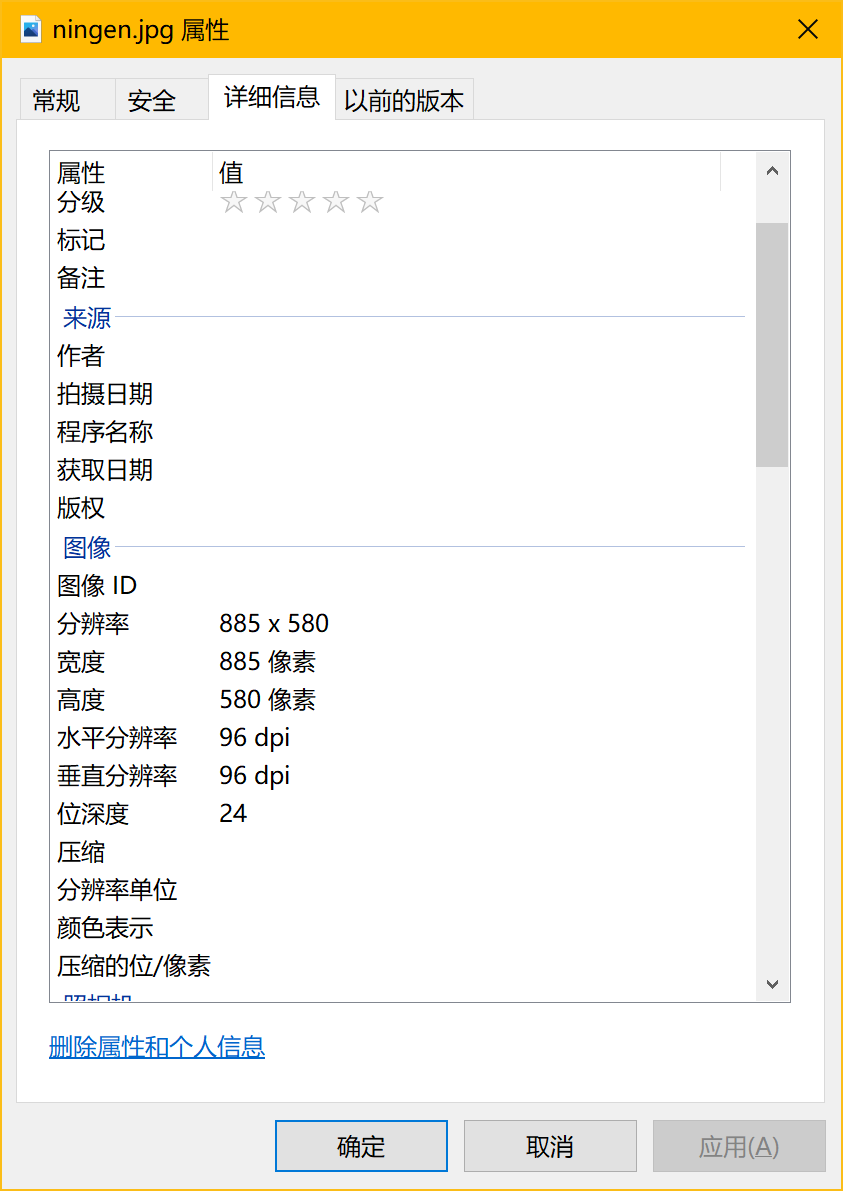 ningen.jpg 属性
常规 安全 详细信息 以前的版本
属性 值
分级
标记
备注
来源
作者
拍摄日期
程序名称
获取日期
版权
图像
图像 ID
分辨率 885 x 580
宽度 885 像素
高度 580 像素
水平分辨率 96 dpi
垂直分辨率 96 dpi
位深度 24
压缩
分辨率单位
颜色表示
压缩的位/像素
照相机
删除属性和个人信息
确定 取消 应用(A)